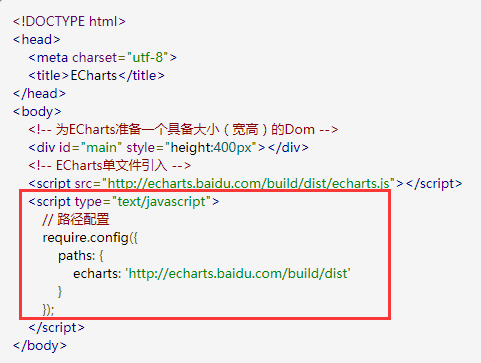 <!DOCTYPE html>
<head>
    <meta charset="utf-8">
    <title>ECharts</title>
</head>
<body>
    <!-- 为ECharts准备一个具备大小（宽高）的Dom -->
    <div id="main" style="height:400px"></div>
    <!-- ECharts单文件引入 -->
    <script src="http://echarts.baidu.com/build/dist/echarts.js"></script>
    <script type="text/javascript">
        // 路径配置
        require.config({
            paths: {
                echarts: 'http://echarts.baidu.com/build/dist'
            }
        });
    </script>
</body>